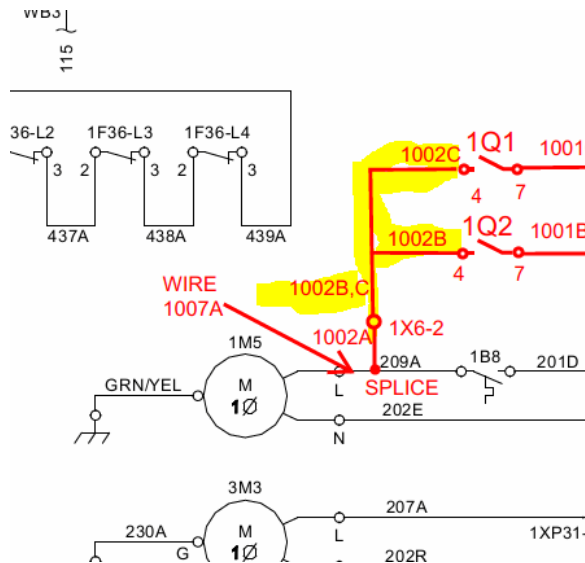 WB3
115
36-L2
1F36-L3
1F36-L4
3
2
3
2
3
437A
438A
439A
1002C
1Q1
1001
4
7
1002B
1Q2
1001B
4
7
1002B,C
WIRE
1007A
1X6-2
1002A
1M5
209A
1B8
201D
GRN/YEL
M
1Ø
L
SPLICE
202E
N
3M3
207A
230A
M
L
1XP31-
G
1Ø
202R